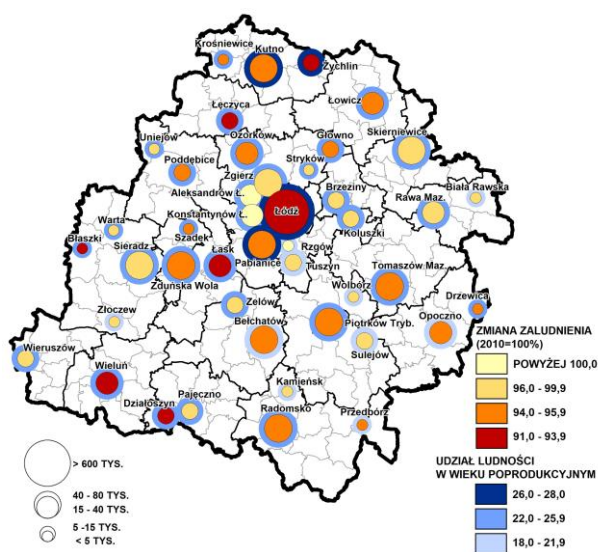 Krośniewice
Kutno
Żychlin
Łowicz
Łęczyca
Skierniewice
Uniejów
Ozorków
Główno
Stryków
Poddębice
Zgierz
Aleksandrów Ł.
Brzeziny
Rawa Maz.
Biała Rawska
Konstantynów Ł.
Łódź
Koluszki
Warta
Szadek
Błaszki
Sieradz
Łask
Pabianice
Rzgów
Tuszyn
Zduńska Wola
Tomaszów Maz.
Wolbórz
Drzewica
Złoczew
Zelów
Bełchatów
Piotrków Tryb.
Opoczno
Sulejów
Wieruszów
Wieluń
Kamieńsk
Działoszyn
Pajęczno
Radomsko
Przedbórz
ZMIANA ZALUDNIENIA
(2010=100%)
POWYŻEJ 100,0
96,0 - 99,9
94,0 - 95,9
91,0 - 93,9
UDZIAŁ LUDNOŚCI
W WIEKU POPRODUKCYJNYM
26,0 - 28,0
22,0 - 25,9
18,0 - 21,9
> 600 TYS.
40 - 80 TYS.
15 - 40 TYS.
5 -15 TYS.
< 5 TYS.